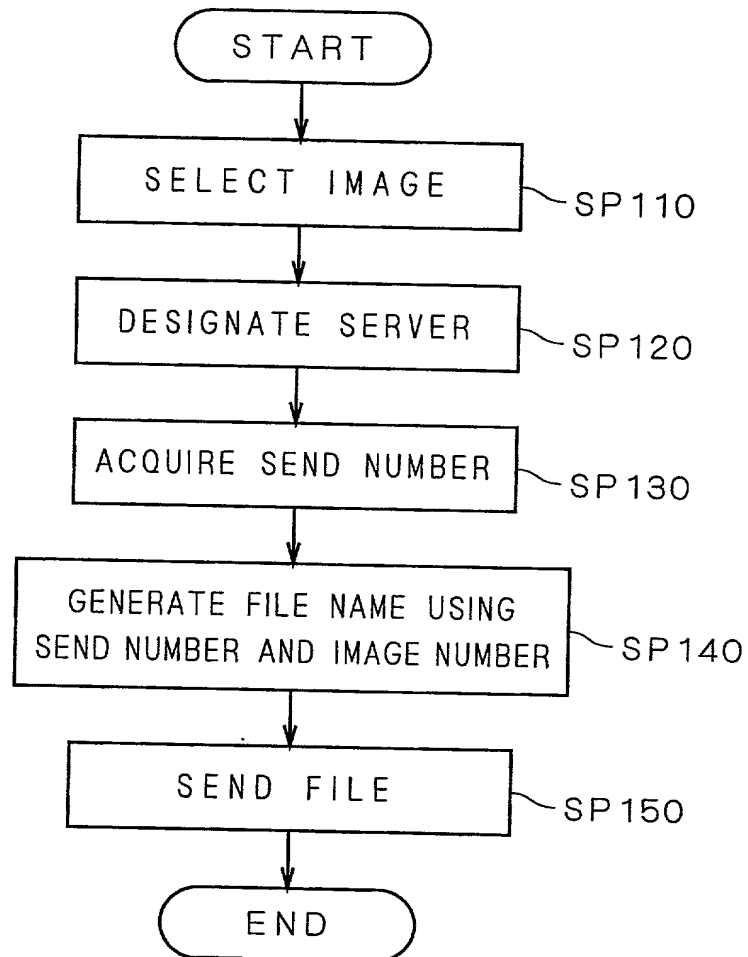 START
SELECT IMAGE
SP110
DESIGNATE SERVER
SP120
ACQUIRE SEND NUMBER
SP130
GENERATE FILE NAME USING
SEND NUMBER AND IMAGE NUMBER
SP140
SEND FILE
SP150
END